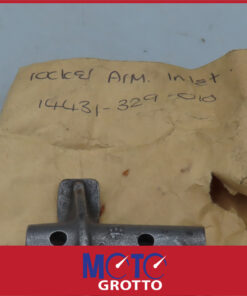 rocker Arm. Inlet
14431-329-010
MOTO
GROTTO